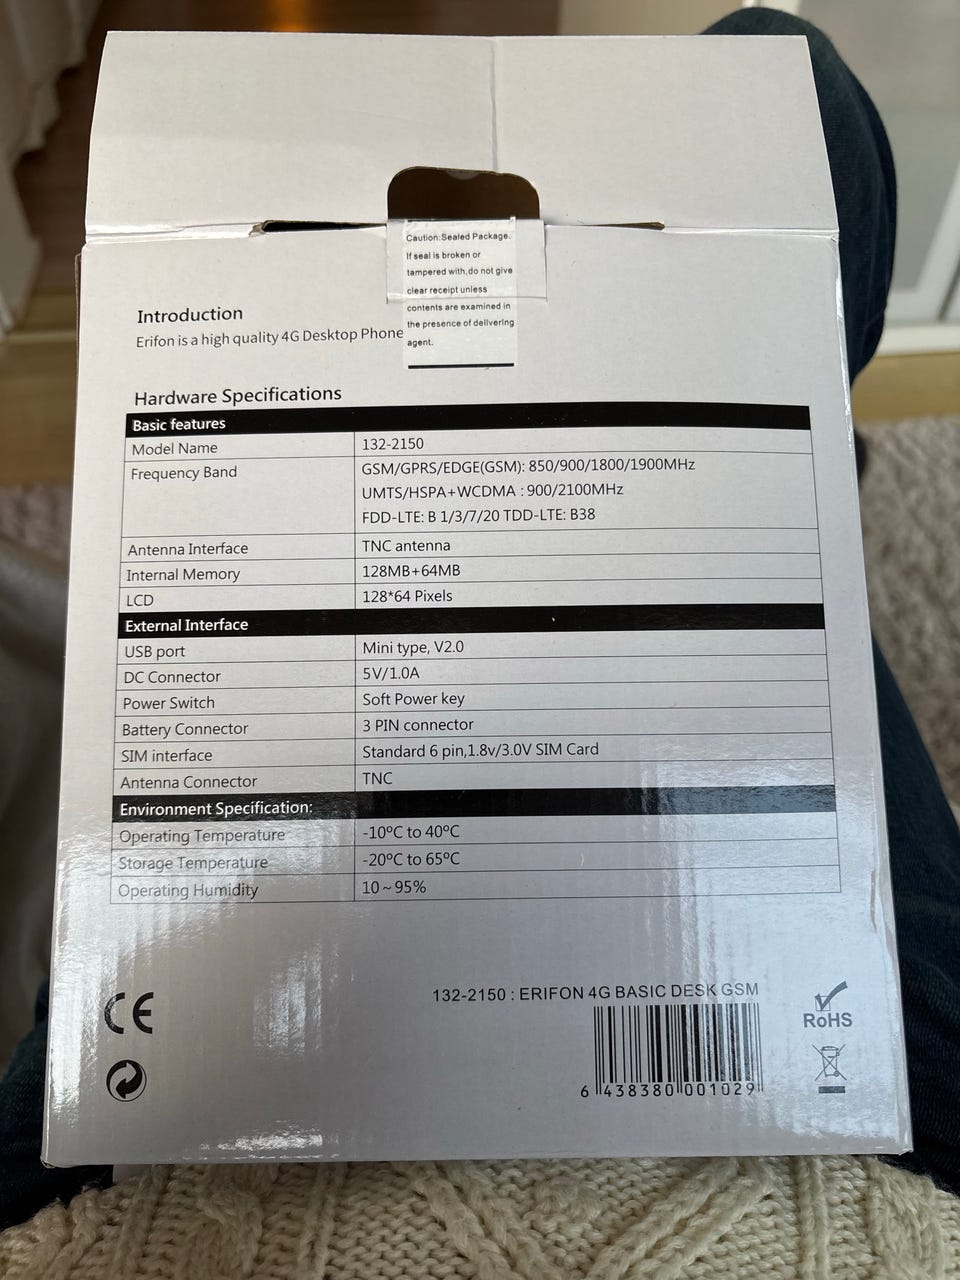 Caution:Sealed Package.
If seal is broken or
tampered with,do not give
clear receipt unless
contents are examined in
the presence of delivering
agent.
Introduction
Erifon is a high quality 4G Desktop Phone
Hardware Specifications
Basic features
Model Name 132-2150
Frequency Band GSM/GPRS/EDGE(GSM): 850/900/1800/1900MHz
UMTS/HSPA+WCDMA : 900/2100MHz
FDD-LTE: B 1/3/7/20 TDD-LTE: B38
Antenna Interface TNC antenna
Internal Memory 128MB+64MB
LCD 128*64 Pixels
External Interface
USB port Mini type, V2.0
DC Connector 5V/1.0A
Power Switch Soft Power key
Battery Connector 3 PIN connector
SIM interface Standard 6 pin,1.8v/3.0V SIM Card
Antenna Connector TNC
Environment Specification:
Operating Temperature -10ºC to 40ºC
Storage Temperature -20ºC to 65ºC
Operating Humidity 10~95%
CE
132-2150 : ERIFON 4G BASIC DESK GSM
6 438380 001029
RoHS